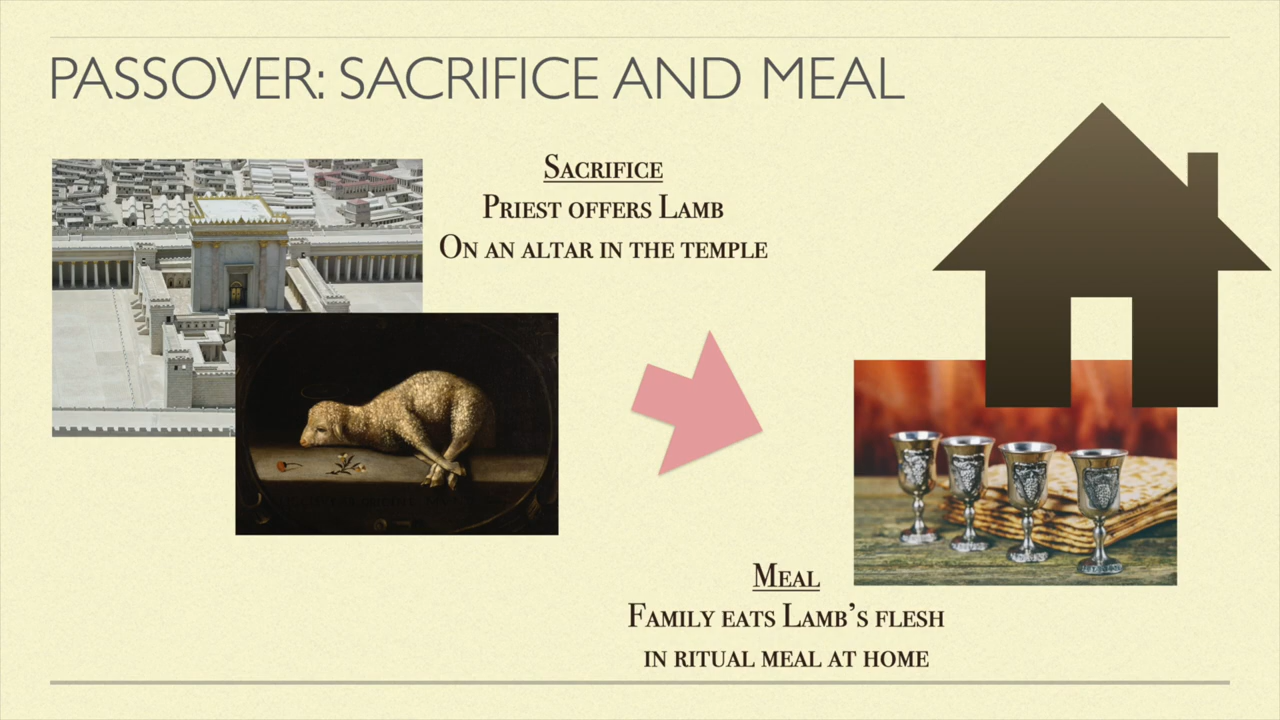 PASSOVER: SACRIFICE AND MEAL
Sacrifice
Priest offers Lamb
On an altar in the temple
Meal
Family eats Lamb’s flesh
in ritual meal at home